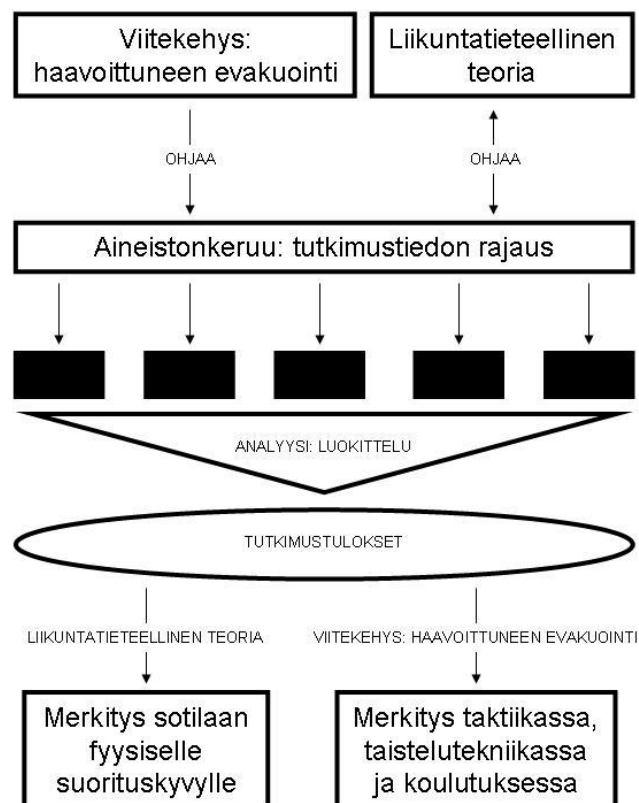 Viitekehys:
haavoittuneen evakuointi
Liikuntatieteellinen
teoria
OHJAA
OHJAA
Aineistonkeruu: tutkimustiedon rajaus
ANALYYSI: LUOKITTELU
TUTKIMUSTULOKSET
LIIKUNTATIETEELLINEN TEORIA
VIITEKEHYS: HAAVOITTUNEEN EVAKUOINTI
Merkitys sotilaan
fyysiselle
suorituskyvylle
Merkitys taktiikassa,
taistelutekniikassa
ja koulutuksessa